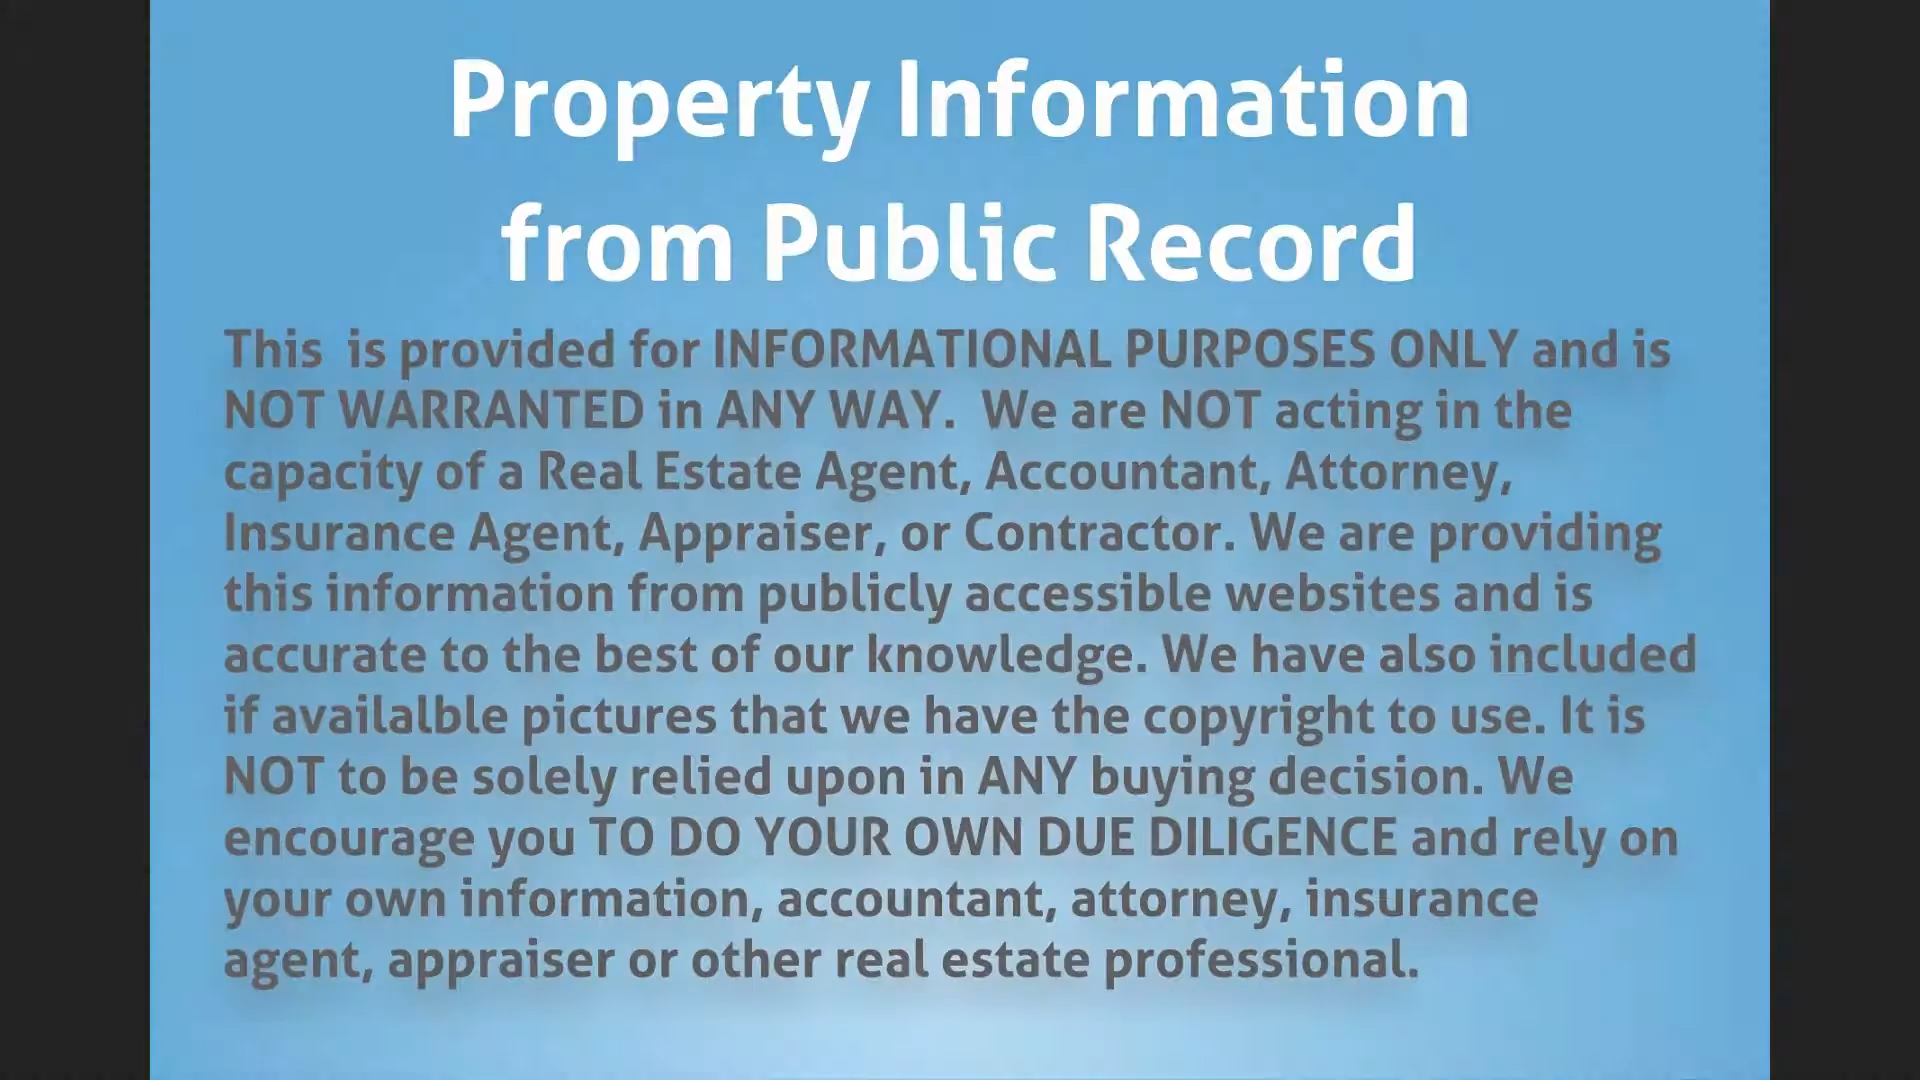 Property Information
from Public Record
This  is provided for INFORMATIONAL PURPOSES ONLY and is
NOT WARRANTED in ANY WAY.  We are NOT acting in the
capacity of a Real Estate Agent, Accountant, Attorney,
Insurance Agent, Appraiser, or Contractor. We are providing
this information from publicly accessible websites and is
accurate to the best of our knowledge. We have also included
if availalble pictures that we have the copyright to use. It is
NOT to be solely relied upon in ANY buying decision. We
encourage you TO DO YOUR OWN DUE DILIGENCE and rely on
your own information, accountant, attorney, insurance
agent, appraiser or other real estate professional.